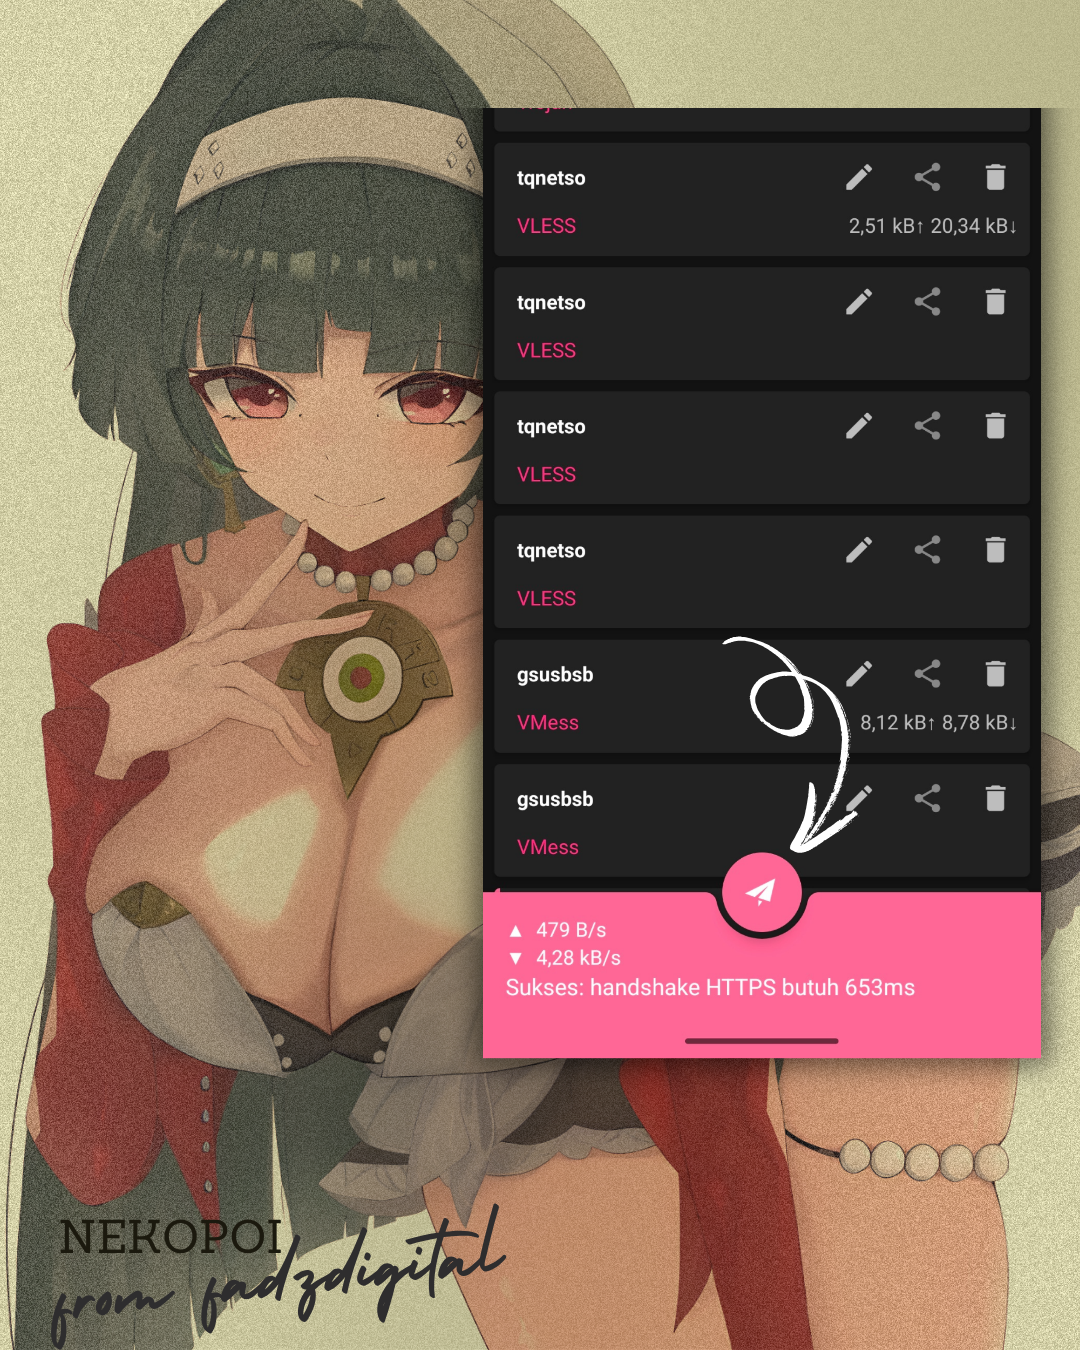 tqnetso
VLESS 2,51 kB↑ 20,34 kB↓
tqnetso
VLESS
tqnetso
VLESS
tqnetso
VLESS
gsusbsb
VMess 8,12 kB↑ 8,78 kB↓
gsusbsb
VMess
▲ 479 B/s
▼ 4,28 kB/s
Sukses: handshake HTTPS butuh 653ms
NEKOPOI
from fadzdigital